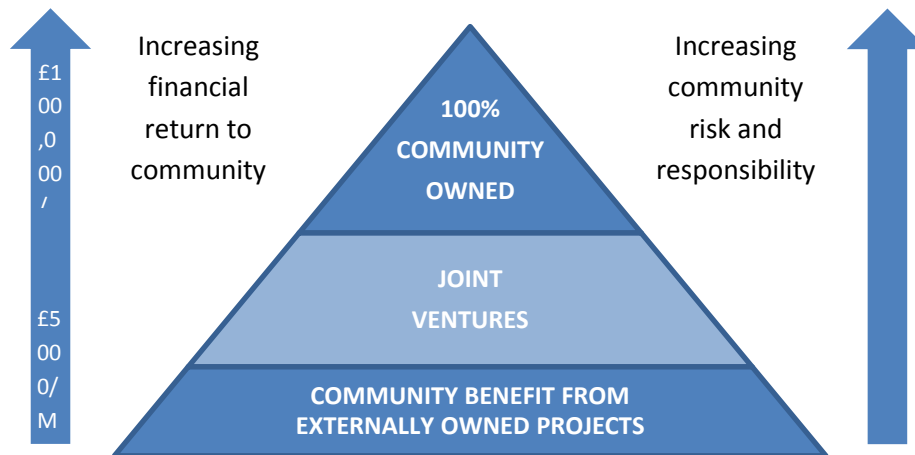 £1
00
,0
00
/
£5
00
0/
M
Increasing
financial
return to
community
100%
COMMUNITY
OWNED
JOINT
VENTURES
COMMUNITY BENEFIT FROM
EXTERNALLY OWNED PROJECTS
Increasing
community
risk and
responsibility